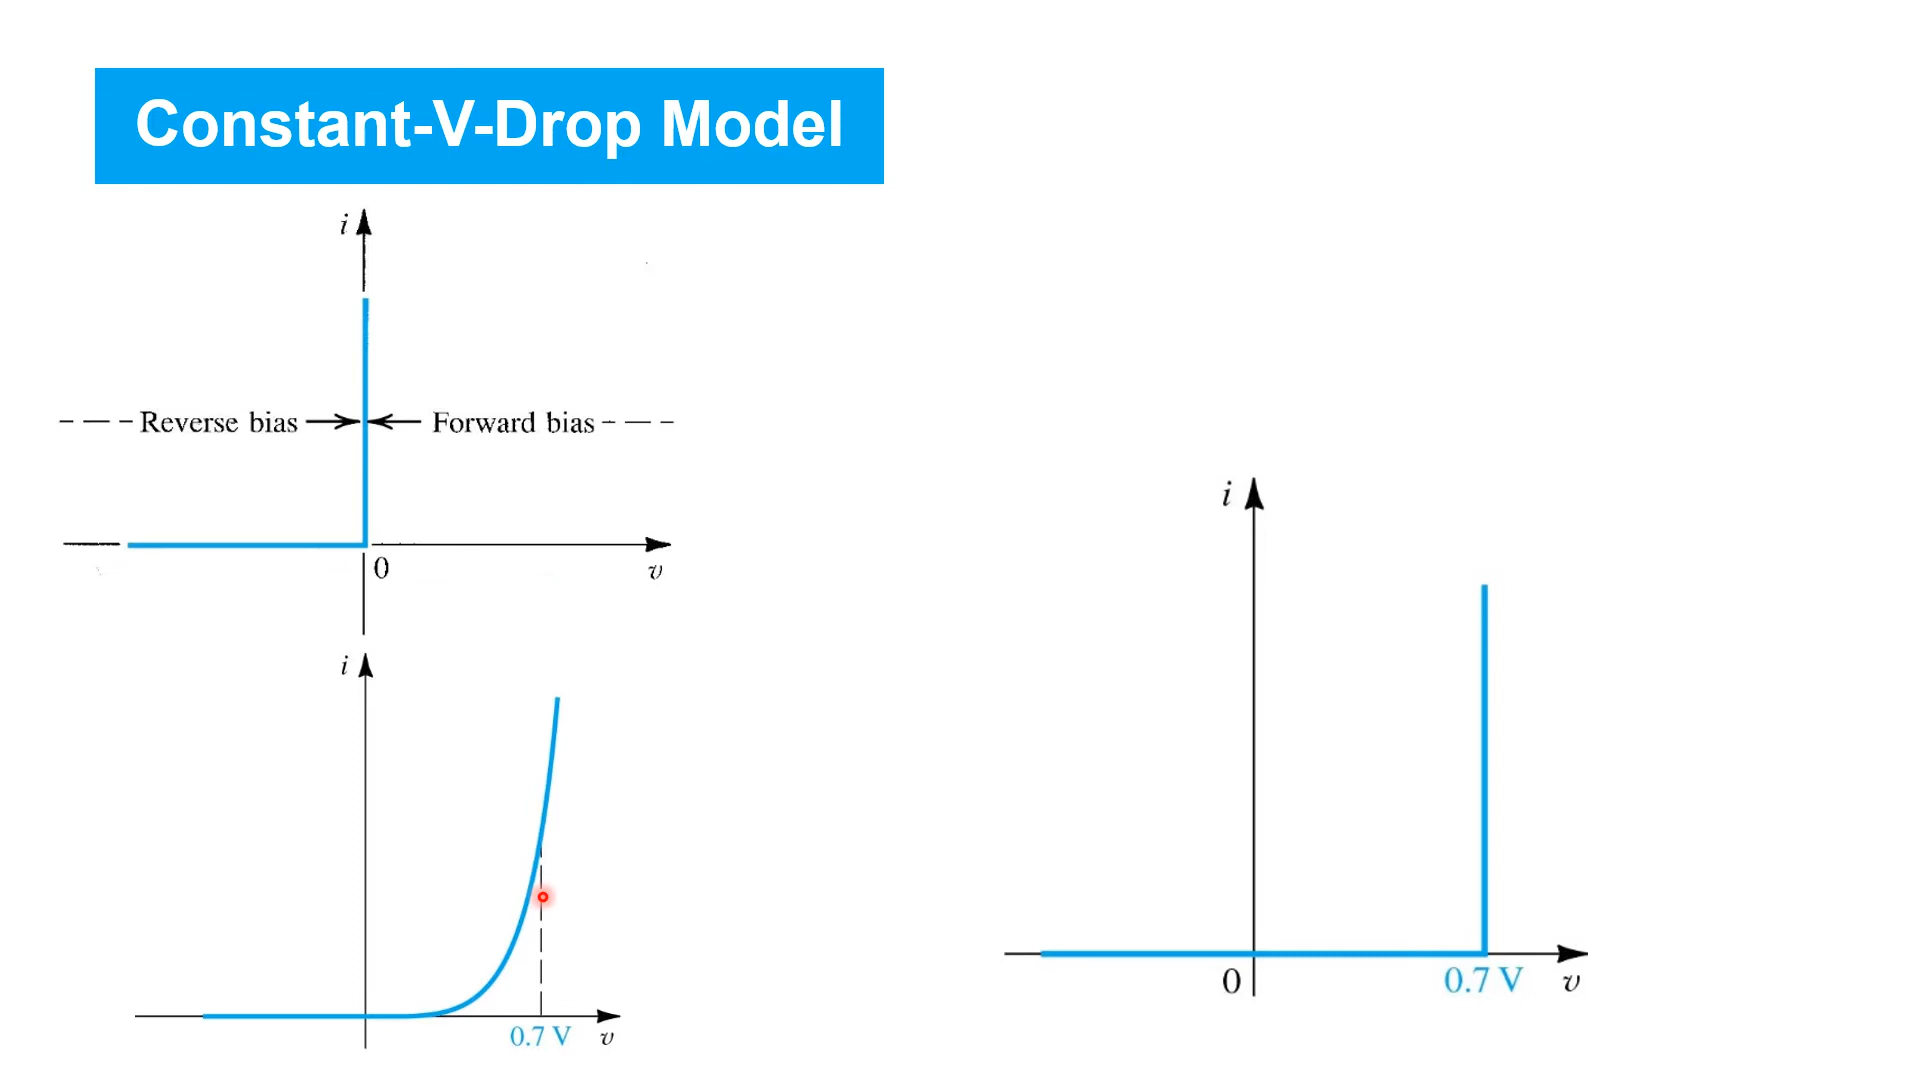 Constant-V-Drop Model
i
Reverse bias
Forward bias
0
v
i
0.7 V
v
i
0
0.7 V
v